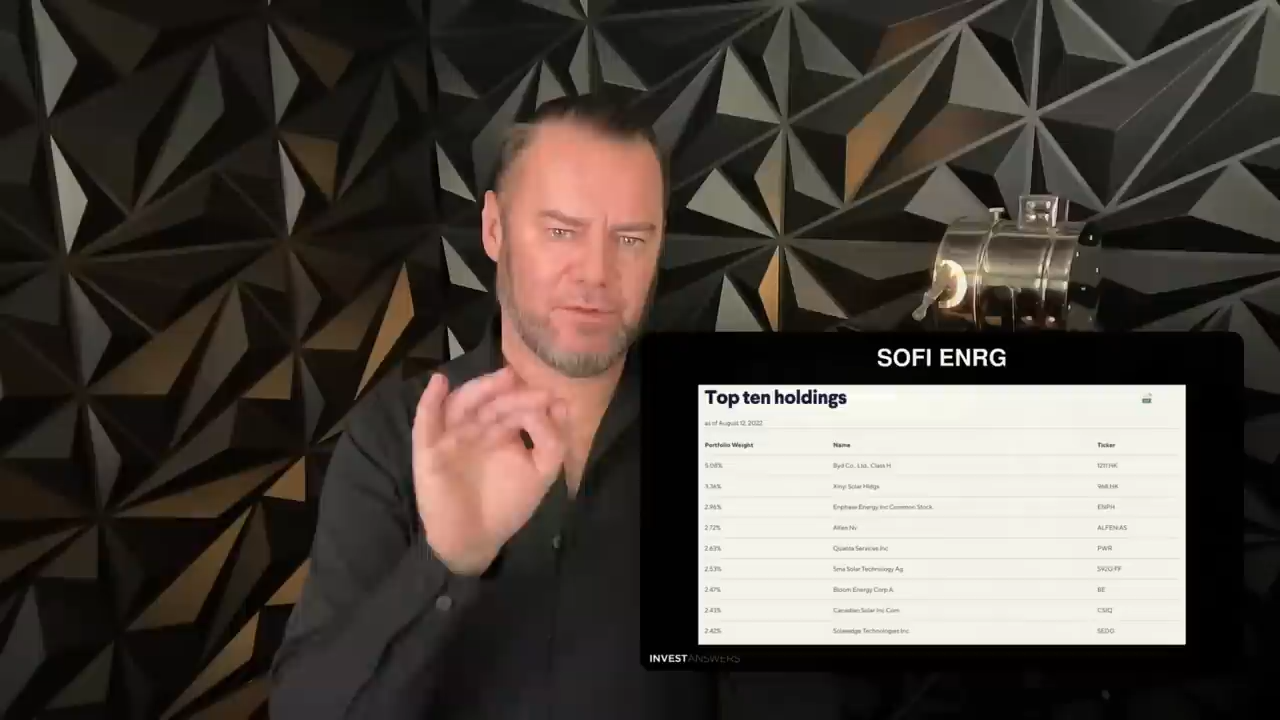 SOFI ENRG
Top ten holdings
as of August 12, 2022
Portfolio Weight Name Ticker
5.08% Byd Co., Ltd., Class H 1211.HK
3.36% Xinyi Solar Hldgs 968.HK
2.96% Enphase Energy Inc Common Stock ENPH
2.72% Alfen Nv ALFEN.AS
2.63% Quanta Services Inc PWR
2.53% Sma Solar Technology Ag S92G.FF
2.47% Bloom Energy Corp A BE
2.43% Canadian Solar Inc Com CSIQ
2.42% Solaredge Technologies Inc SEDG
INVESTANSWERS